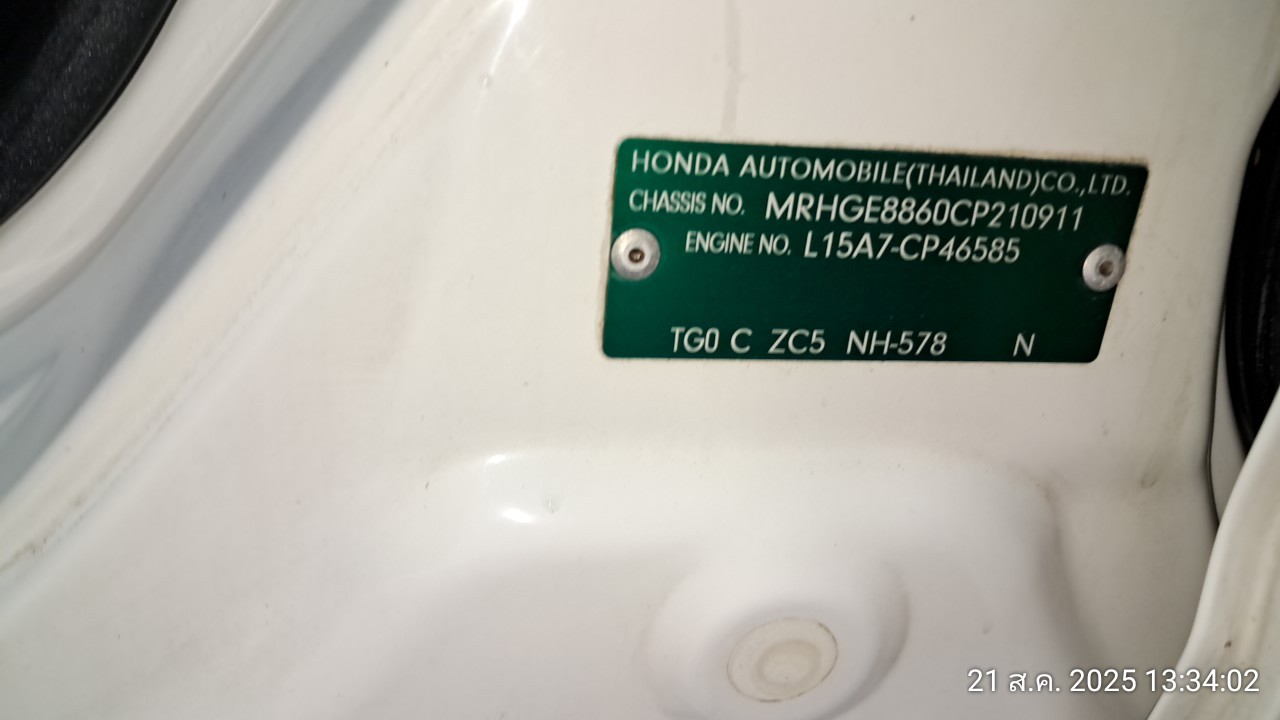 HONDA AUTOMOBILE(THAILAND)CO.,LTD.
CHASSIS NO. MRHGE8860CP210911
ENGINE NO. L15A7-CP46585
TG0 C ZC5 NH-578 N
21 ส.ค. 2025 13:34:02